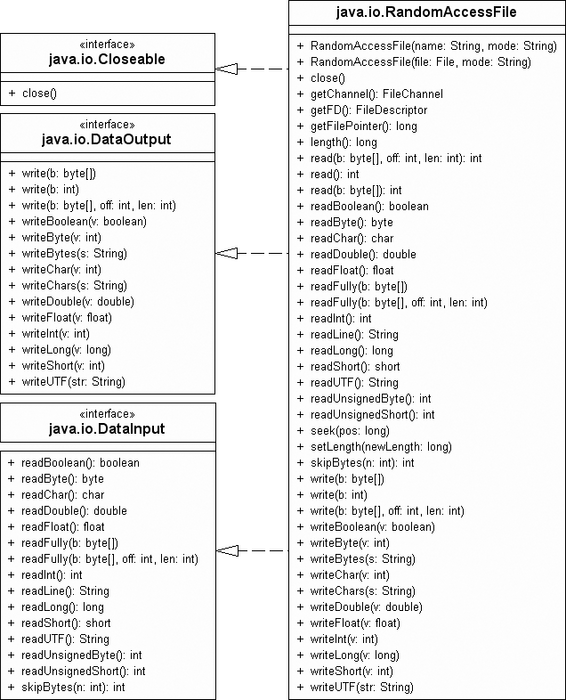 «interface»
java.io.Closeable
+ close()
«interface»
java.io.DataOutput
+ write(b: byte[])
+ write(b: int)
+ write(b: byte[], off: int, len: int)
+ writeBoolean(v: boolean)
+ writeByte(v: int)
+ writeBytes(s: String)
+ writeChar(v: int)
+ writeChars(s: String)
+ writeDouble(v: double)
+ writeFloat(v: float)
+ writeInt(v: int)
+ writeLong(v: long)
+ writeShort(v: int)
+ writeUTF(str: String)
«interface»
java.io.DataInput
+ readBoolean(): boolean
+ readByte(): byte
+ readChar(): char
+ readDouble(): double
+ readFloat(): float
+ readFully(b: byte[])
+ readFully(b: byte[], off: int, len: int)
+ readInt(): int
+ readLine(): String
+ readLong(): long
+ readShort(): short
+ readUTF(): String
+ readUnsignedByte(): int
+ readUnsignedShort(): int
+ skipBytes(n: int): int
java.io.RandomAccessFile
+ RandomAccessFile(name: String, mode: String)
+ RandomAccessFile(file: File, mode: String)
+ close()
+ getChannel(): FileChannel
+ getFD(): FileDescriptor
+ getFilePointer(): long
+ length(): long
+ read(b: byte[], off: int, len: int): int
+ read(): int
+ read(b: byte[]): int
+ readBoolean(): boolean
+ readByte(): byte
+ readChar(): char
+ readDouble(): double
+ readFloat(): float
+ readFully(b: byte[])
+ readFully(b: byte[], off: int, len: int)
+ readInt(): int
+ readLine(): String
+ readLong(): long
+ readShort(): short
+ readUTF(): String
+ readUnsignedByte(): int
+ readUnsignedShort(): int
+ seek(pos: long)
+ setLength(newLength: long)
+ skipBytes(n: int): int
+ write(b: byte[])
+ write(b: int)
+ write(b: byte[], off: int, len: int)
+ writeBoolean(v: boolean)
+ writeByte(v: int)
+ writeBytes(s: String)
+ writeChar(v: int)
+ writeChars(s: String)
+ writeDouble(v: double)
+ writeFloat(v: float)
+ writeInt(v: int)
+ writeLong(v: long)
+ writeShort(v: int)
+ writeUTF(str: String)